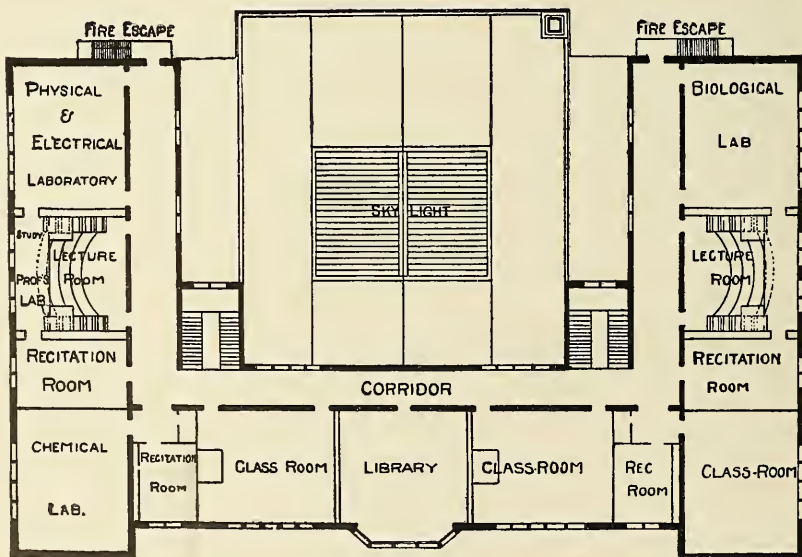 FIRE ESCAPE
FIRE ESCAPE
PHYSICAL
&
ELECTRICAL
LABORATORY
BIOLOGICAL
LAB
SKY LIGHT
STUDY
LECTURE
ROOM
PROFS
LAB
LECTURE
ROOM
RECITATION
ROOM
RECITATION
ROOM
CORRIDOR
CHEMICAL
LAB.
RECITATION
ROOM
CLASS ROOM
LIBRARY
CLASS-ROOM
REC
ROOM
CLASS-ROOM